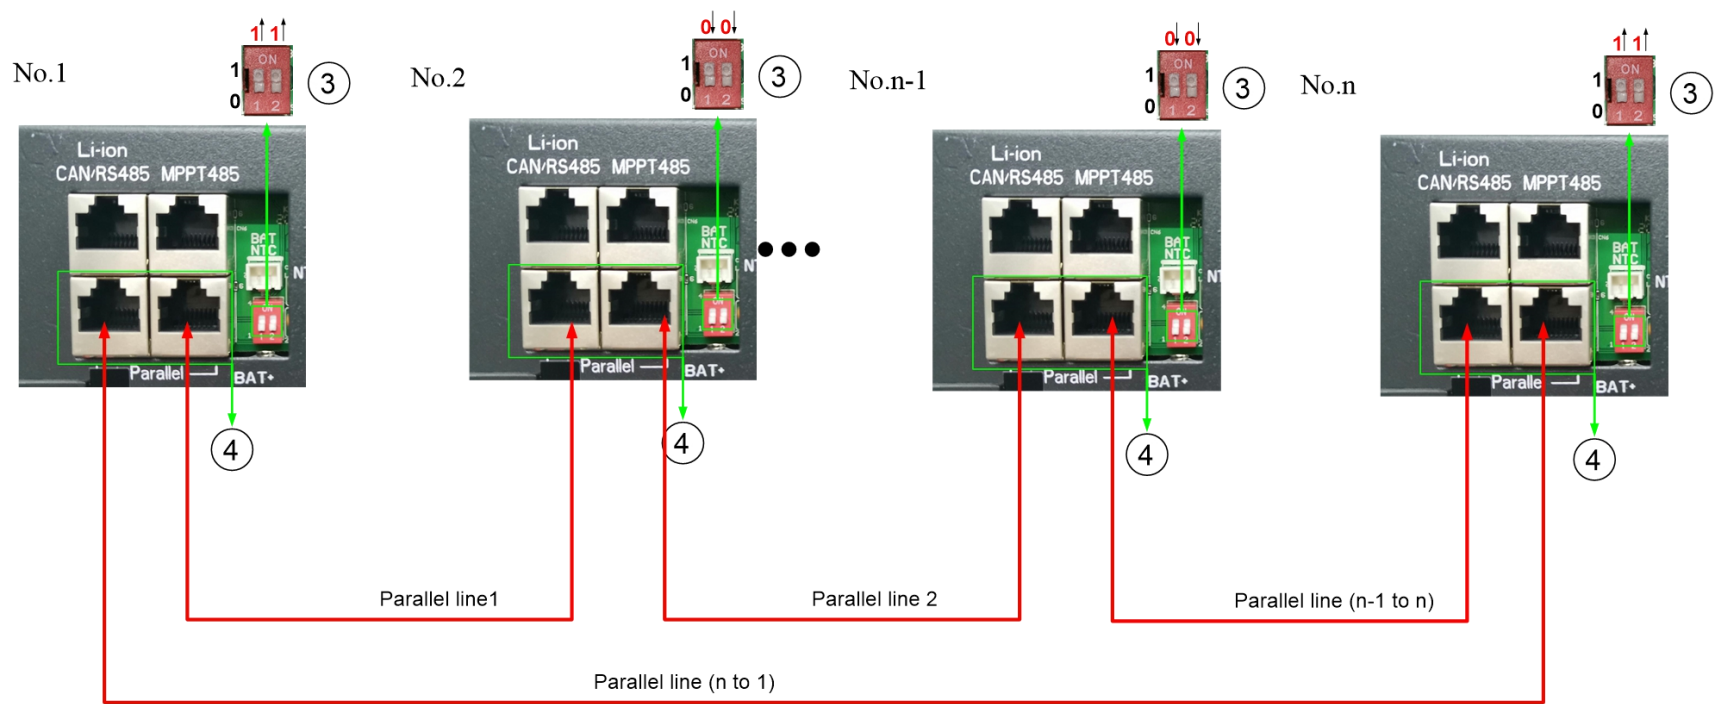 No.1
1 1
ON
1
0
1 2
3
Li-ion
CAN/RS485 MPPT485
BAT
NTC
ON
Parallel
BAT+
4
No.2
0 0
ON
1
0
1 2
3
Li-ion
CAN/RS485 MPPT485
BAT
NTC
ON
Parallel
BAT+
4
No.n-1
0 0
ON
1
0
1 2
3
Li-ion
CAN/RS485 MPPT485
BAT
NTC
ON
Parallel
BAT+
4
No.n
1 1
ON
1
0
1 2
3
Li-ion
CAN/RS485 MPPT485
BAT
NTC
ON
Paralle
BAT+
4
Parallel line1
Parallel line 2
Parallel line (n-1 to n)
Parallel line (n to 1)